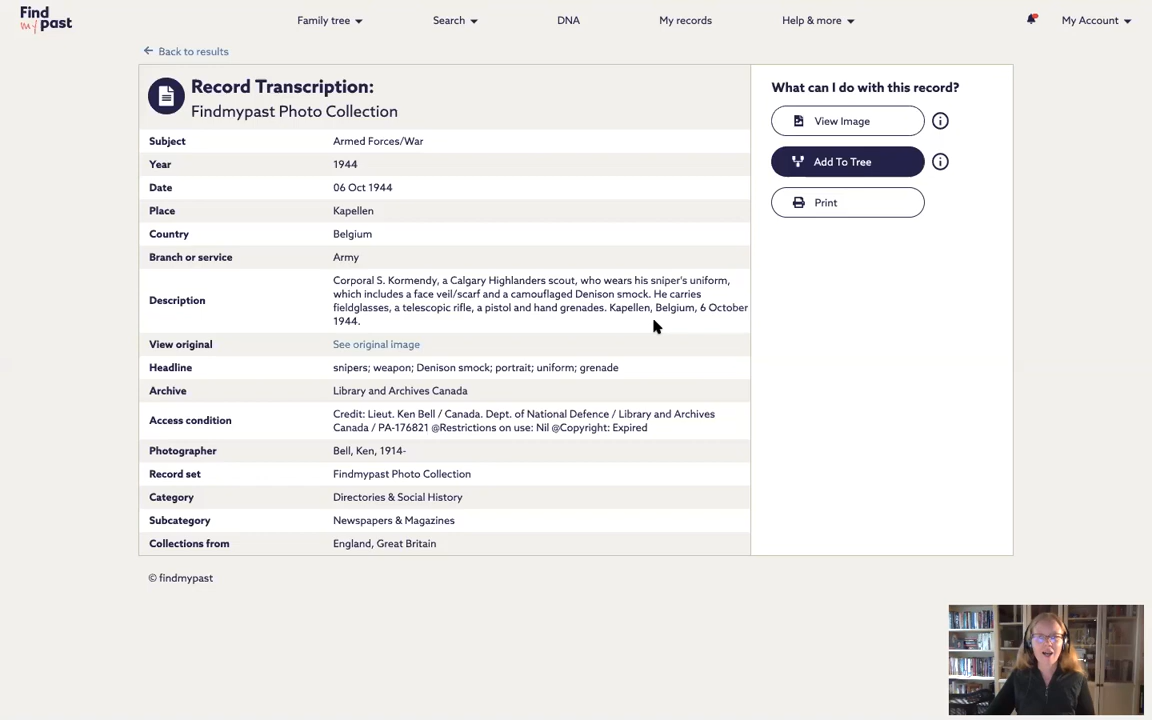 Find
my past
Family tree
Search
DNA
My records
Help & more
My Account
Back to results
Record Transcription:
Findmypast Photo Collection
Subject Armed Forces/War
Year 1944
Date 06 Oct 1944
Place Kapellen
Country Belgium
Branch or service Army
Description Corporal S. Kormendy, a Calgary Highlanders scout, who wears his sniper's uniform,
which includes a face veil/scarf and a camouflaged Denison smock. He carries
fieldglasses, a telescopic rifle, a pistol and hand grenades. Kapellen, Belgium, 6 October
1944.
View original See original image
Headline snipers; weapon; Denison smock; portrait; uniform; grenade
Archive Library and Archives Canada
Access condition Credit: Lieut. Ken Bell / Canada. Dept. of National Defence / Library and Archives
Canada / PA-176821 @Restrictions on use: Nil @Copyright: Expired
Photographer Bell, Ken, 1914-
Record set Findmypast Photo Collection
Category Directories & Social History
Subcategory Newspapers & Magazines
Collections from England, Great Britain
© findmypast
What can I do with this record?
View Image
Add To Tree
Print